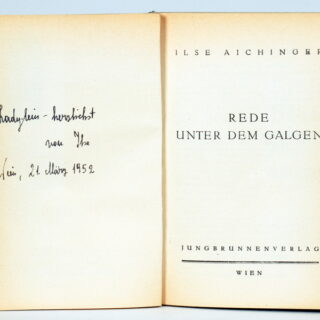 herzlichst
von Ilse
Wien, 21. März 1952
ILSE AICHINGER
REDE
UNTER DEM GALGEN
JUNGBRUNNENVERLAG
WIEN